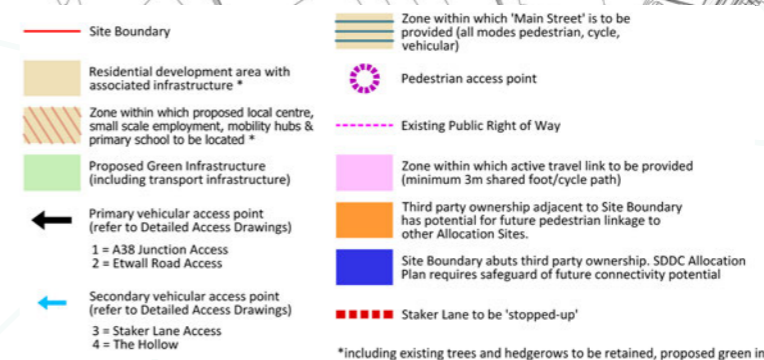 Site Boundary
Residential development area with
associated infrastructure *
Zone within which proposed local centre,
small scale employment, mobility hubs &
primary school to be located *
Proposed Green Infrastructure
(including transport infrastructure)
Primary vehicular access point
(refer to Detailed Access Drawings)
1 = A38 Junction Access
2 = Etwall Road Access
Secondary vehicular access point
(refer to Detailed Access Drawings)
3 = Staker Lane Access
4 = The Hollow
Zone within which 'Main Street' is to be
provided (all modes pedestrian, cycle,
vehicular)
Pedestrian access point
Existing Public Right of Way
Zone within which active travel link to be provided
(minimum 3m shared foot/cycle path)
Third party ownership adjacent to Site Boundary
has potential for future pedestrian linkage to
other Allocation Sites.
Site Boundary abuts third party ownership. SDDC Allocation
Plan requires safeguard of future connectivity potential
Staker Lane to be 'stopped-up'
*including existing trees and hedgerows to be retained, proposed green in